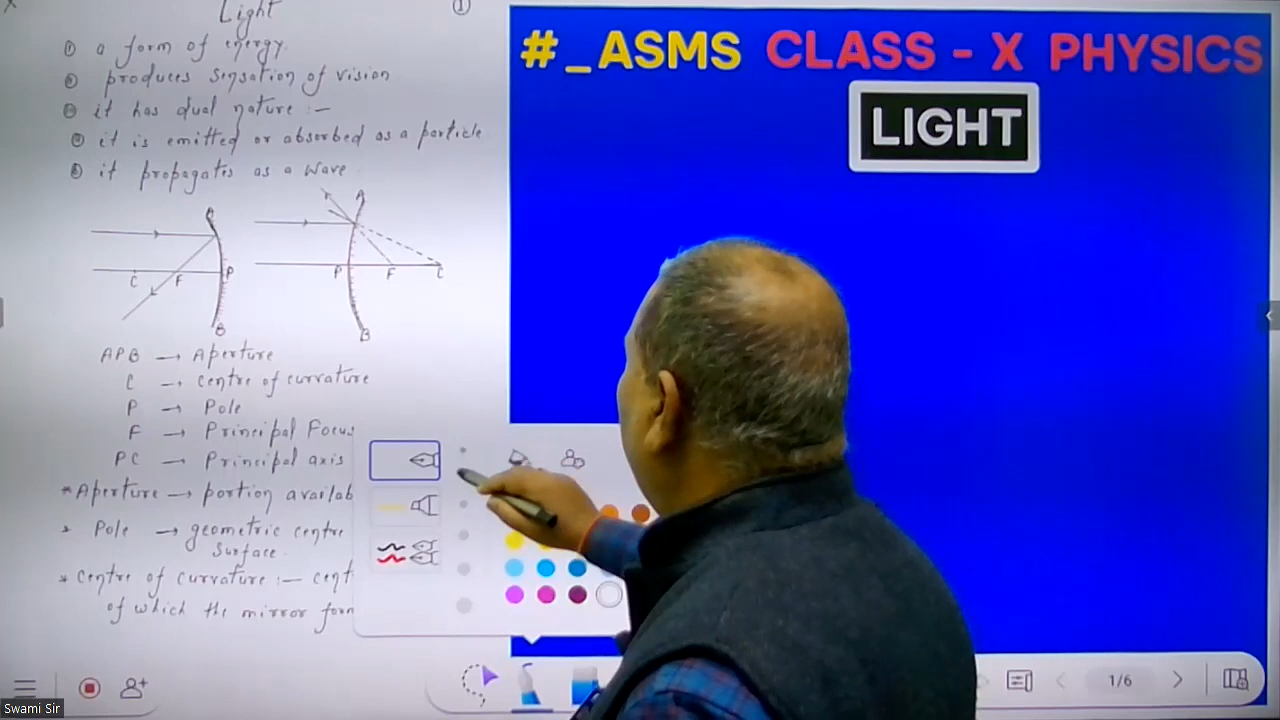 Light
①
① a form of energy.
② produces sensation of vision
③ it has dual nature :-
④ it is emitted or absorbed as a particle
⑤ it propagates as a wave.
A
C F P
B
A
P F C
B
APB → Aperture
C → centre of curvature
P → Pole
F → Principal Focus
PC → Principal axis
* Aperture → portion availab
* Pole → geometric centre
surface.
* Centre of curvature :- cent
of which the mirror form
#_ASMS CLASS - X PHYSICS
LIGHT
1/6
Swami Sir